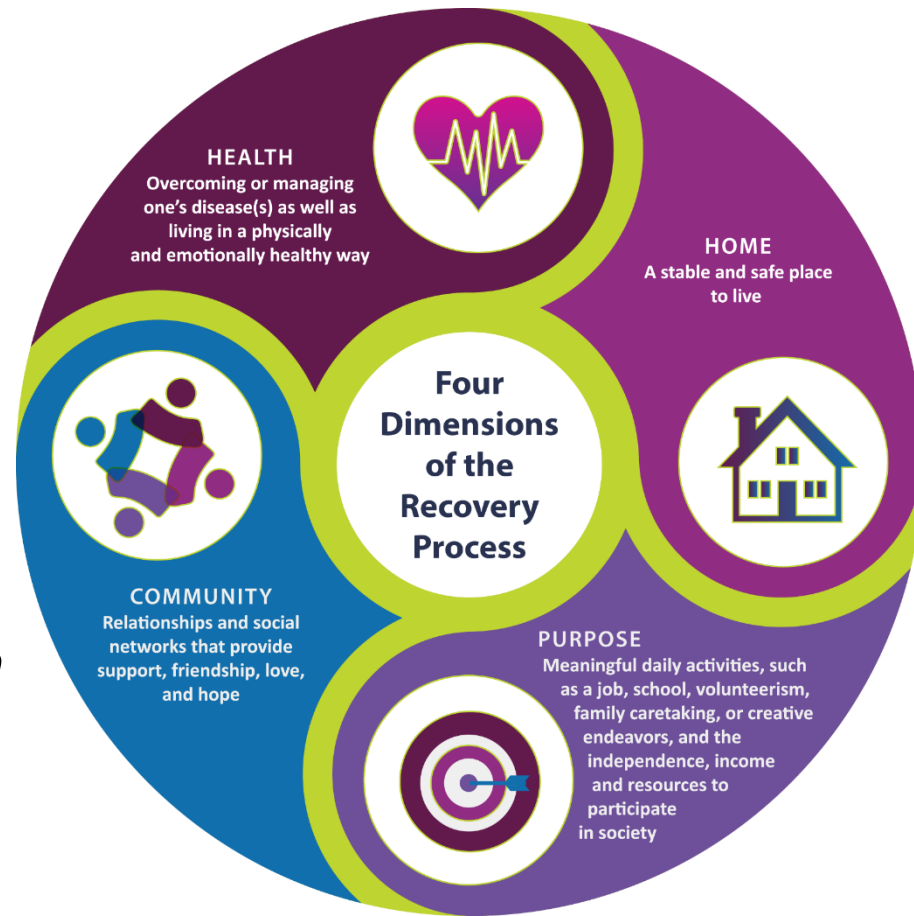 HEALTH
Overcoming or managing
one's disease(s) as well as
living in a physically
and emotionally healthy way
HOME
A stable and safe place
to live
Four
Dimensions
of the
Recovery
Process
COMMUNITY
Relationships and social
networks that provide
support, friendship, love,
and hope
PURPOSE
Meaningful daily activities, such
as a job, school, volunteerism,
family caretaking, or creative
endeavors, and the
independence, income
and resources to
participate
in society